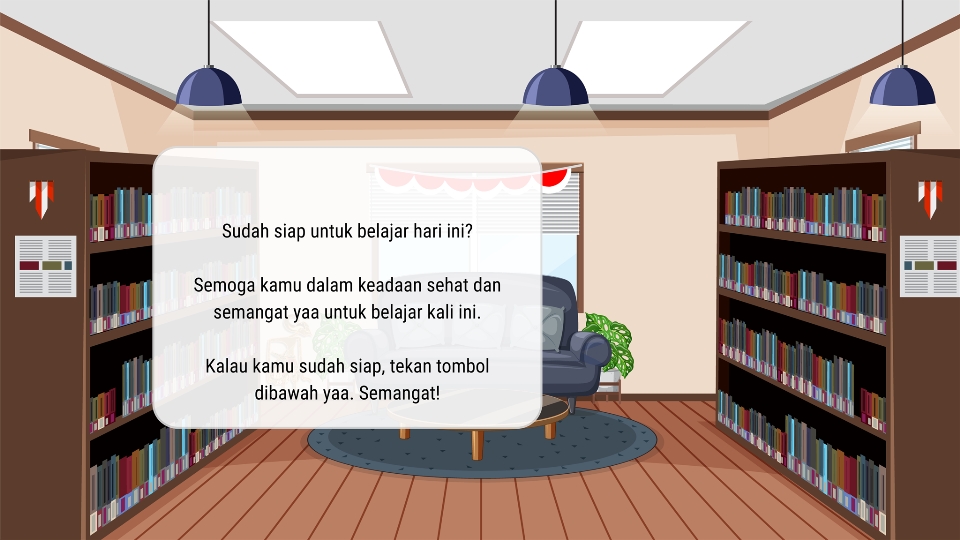 Sudah siap untuk belajar hari ini?
Semoga kamu dalam keadaan sehat dan
semangat yaa untuk belajar kali ini.
Kalau kamu sudah siap, tekan tombol
dibawah yaa. Semangat!